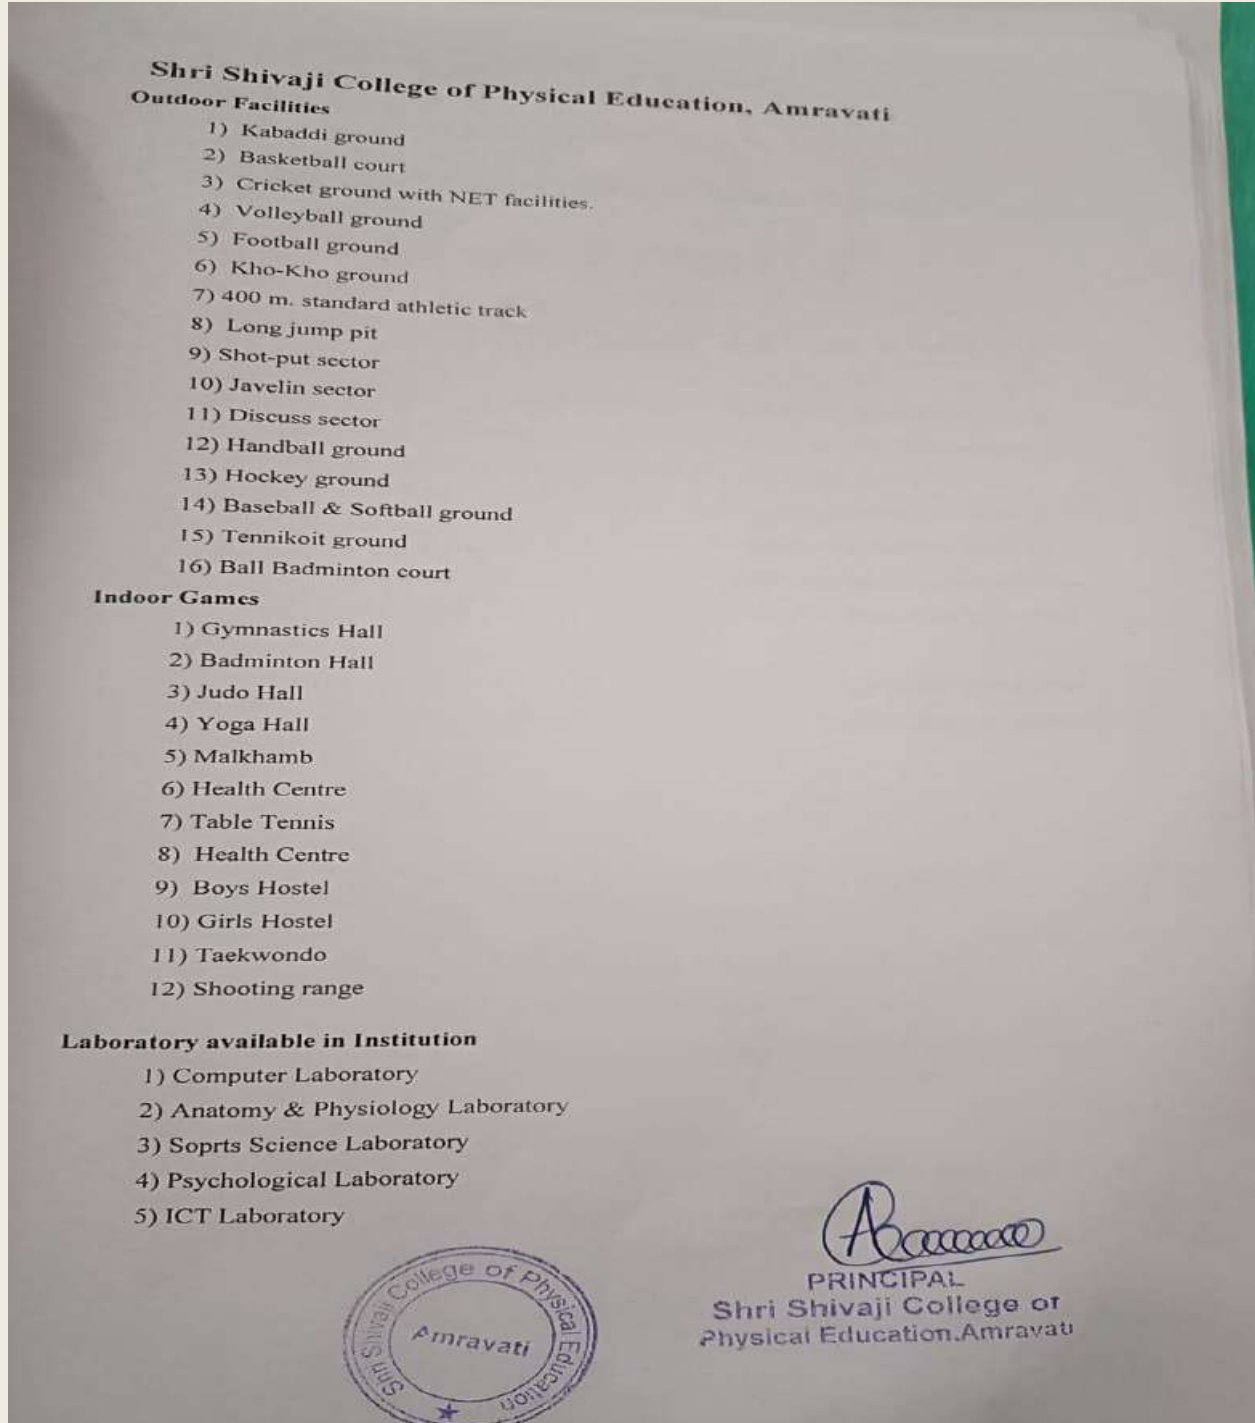 Shri Shivaji College of Physical Education, Amravati
Outdoor Facilities
1) Kabaddi ground
2) Basketball court
3) Cricket ground with NET facilities.
4) Volleyball ground
5) Football ground
6) Kho-Kho ground
7) 400 m. standard athletic track
8) Long jump pit
9) Shot-put sector
10) Javelin sector
11) Discuss sector
12) Handball ground
13) Hockey ground
14) Baseball & Softball ground
15) Tennikoit ground
16) Ball Badminton court
Indoor Games
1) Gymnastics Hall
2) Badminton Hall
3) Judo Hall
4) Yoga Hall
5) Malkhamb
6) Health Centre
7) Table Tennis
8) Health Centre
9) Boys Hostel
10) Girls Hostel
11) Taekwondo
12) Shooting range
Laboratory available in Institution
1) Computer Laboratory
2) Anatomy & Physiology Laboratory
3) Soprts Science Laboratory
4) Psychological Laboratory
5) ICT Laboratory
Shri Shivaji College of Physical Education
Amravati
PRINCIPAL
Shri Shivaji College of
Physical Education.Amravati